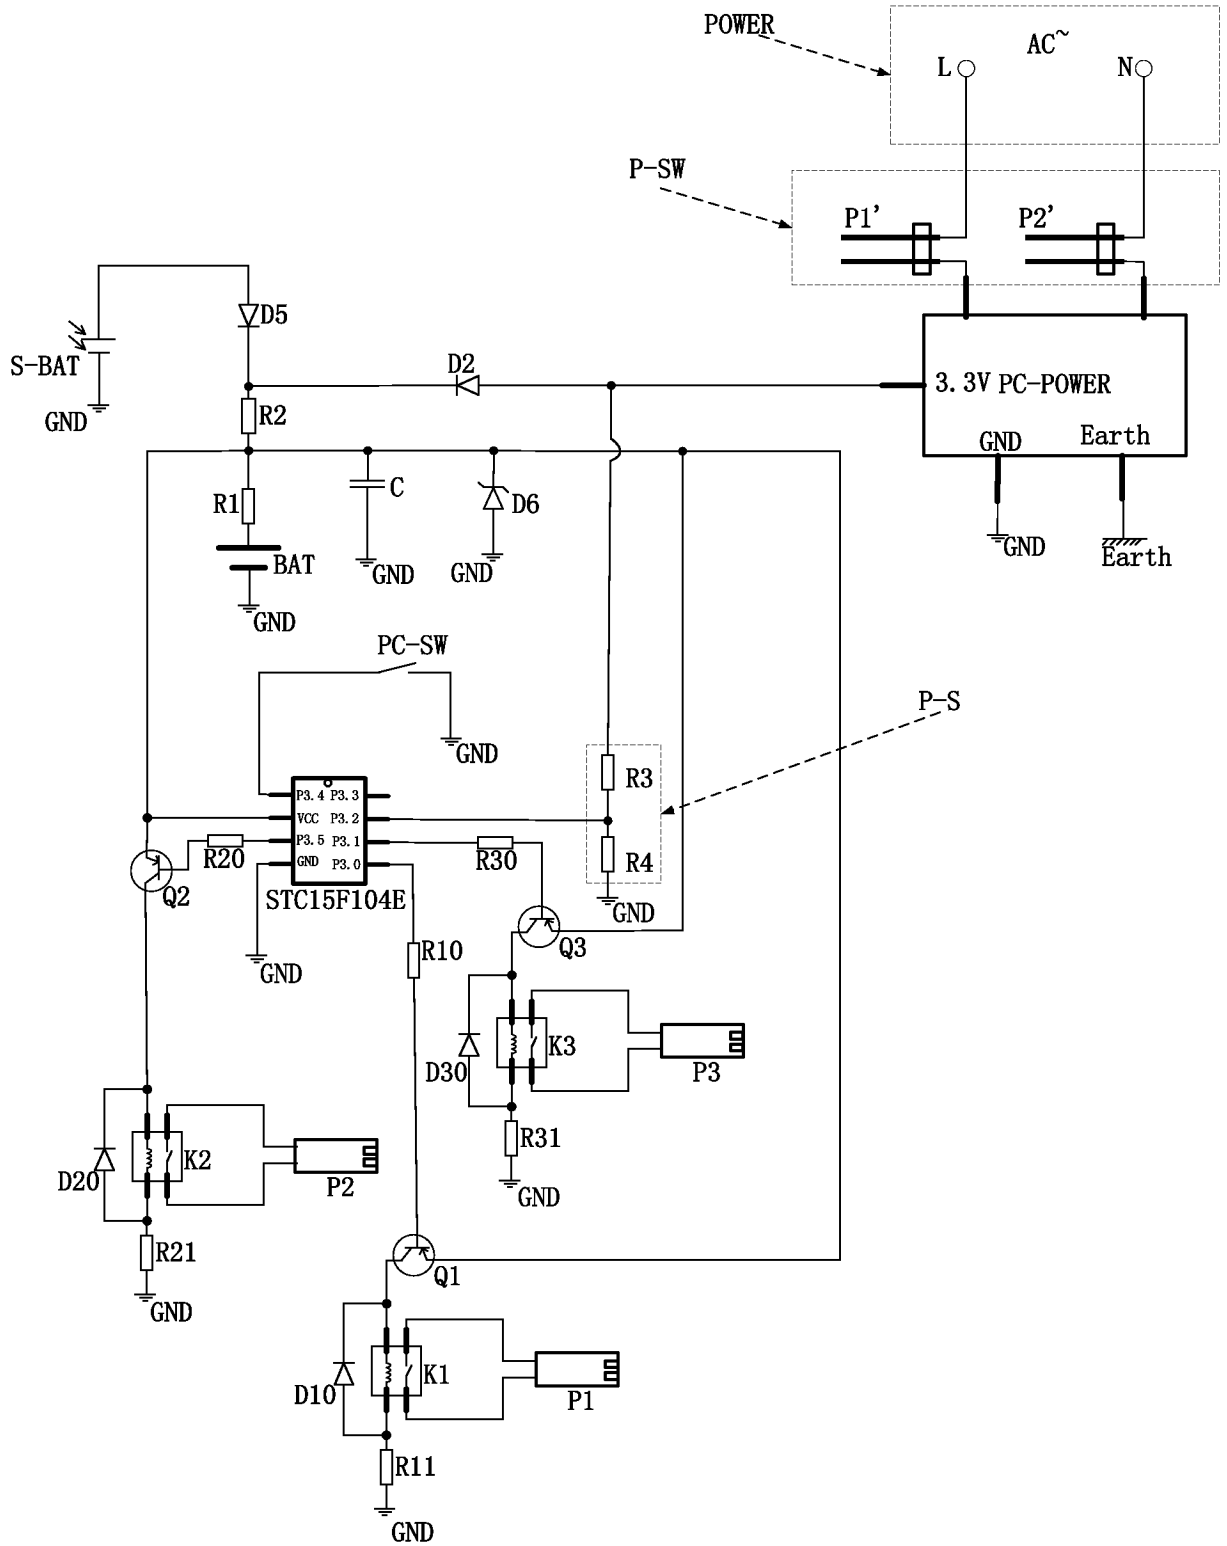 POWER
AC~
L
N
P-SW
P1'
P2'
D5
S-BAT
D2
3.3V PC-POWER
R2
GND
GND
Earth
R1
C
D6
BAT
GND
GND
GND
Earth
GND
PC-SW
P-S
GND
R3
P3.4 P3.3
VCC P3.2
P3.5 P3.1
GND P3.0
R20
R30
R4
Q2
STC15F104E
GND
Q3
R10
GND
K3
D30
P3
R31
K2
D20
P2
GND
R21
Q1
GND
K1
D10
P1
R11
GND